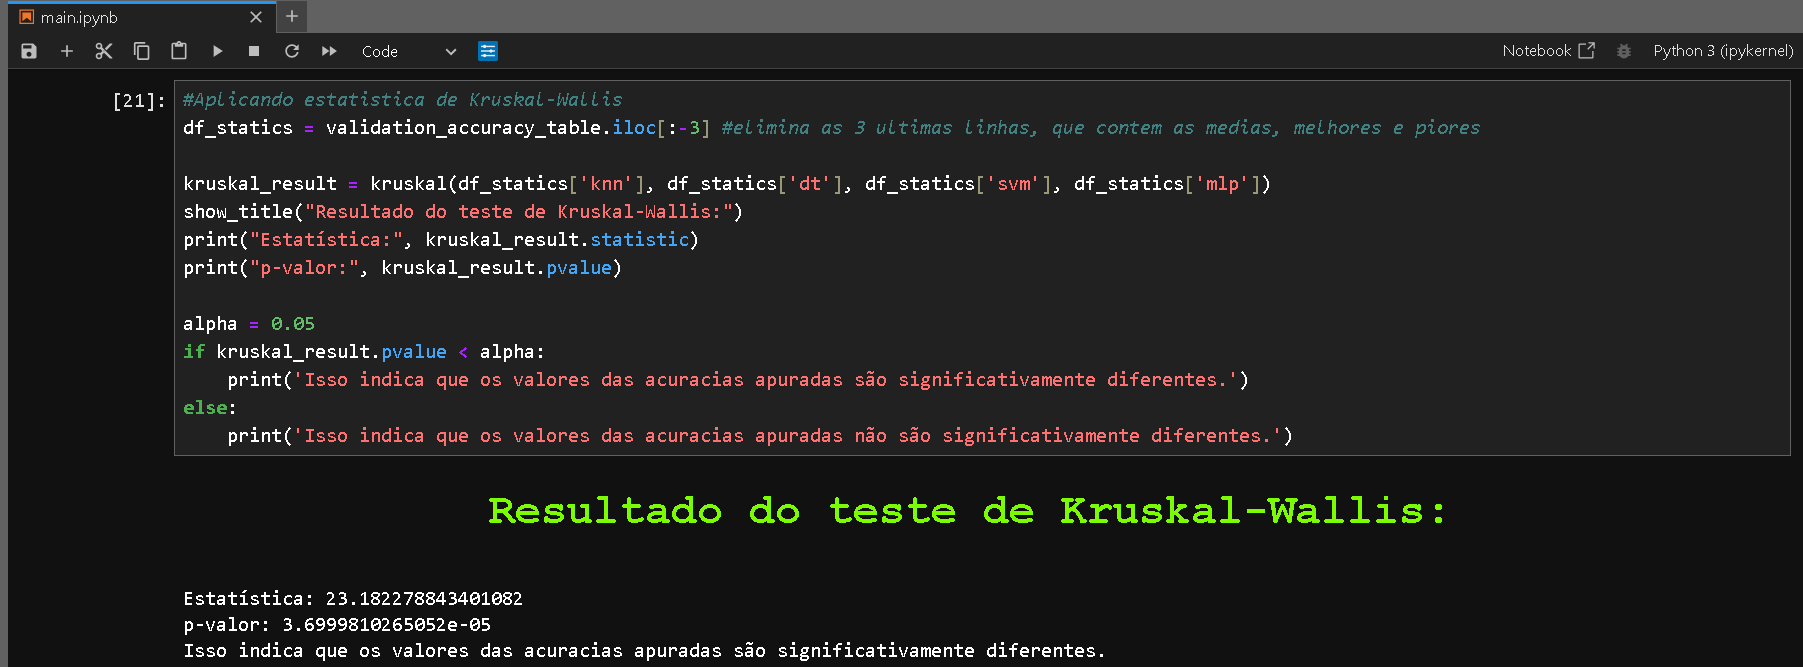 main.ipynb
Code
Notebook
Python 3 (ipykernel)
[21]:
#Aplicando estatistica de Kruskal-Wallis
df_statics = validation_accuracy_table.iloc[:-3] #elimina as 3 ultimas linhas, que contem as medias, melhores e piores
kruskal_result = kruskal(df_statics['knn'], df_statics['dt'], df_statics['svm'], df_statics['mlp'])
show_title("Resultado do teste de Kruskal-Wallis:")
print("Estatística:", kruskal_result.statistic)
print("p-valor:", kruskal_result.pvalue)
alpha = 0.05
if kruskal_result.pvalue < alpha:
    print('Isso indica que os valores das acuracias apuradas são significativamente diferentes.')
else:
    print('Isso indica que os valores das acuracias apuradas não são significativamente diferentes.')
Resultado do teste de Kruskal-Wallis:
Estatística: 23.182278843401082
p-valor: 3.6999810265052e-05
Isso indica que os valores das acuracias apuradas são significativamente diferentes.